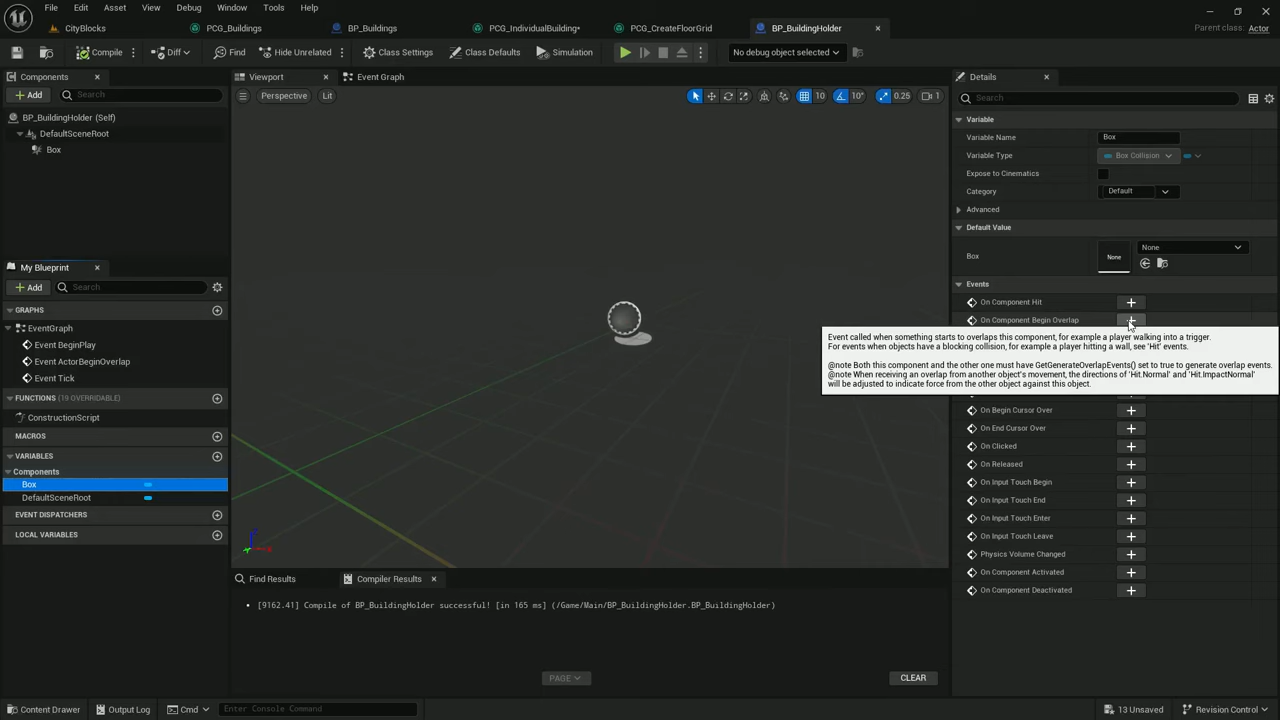 File
Edit
Asset
View
Debug
Window
Tools
Help
CityBlocks
PCG_Buildings
BP_Buildings
PCG_IndividualBuilding*
PCG_CreateFloorGrid
BP_BuildingHolder
Parent class: Actor
Compile
Diff
Find
Hide Unrelated
Class Settings
Class Defaults
Simulation
No debug object selected
Components
Add
Search
BP_BuildingHolder (Self)
DefaultSceneRoot
Box
Viewport
Event Graph
Perspective
Lit
10
10°
0.25
1
My Blueprint
Add
Search
GRAPHS
EventGraph
Event BeginPlay
Event ActorBeginOverlap
Event Tick
FUNCTIONS (19 OVERRIDABLE)
ConstructionScript
MACROS
VARIABLES
Components
Box
DefaultSceneRoot
EVENT DISPATCHERS
LOCAL VARIABLES
Find Results
Compiler Results
[9162.41] Compile of BP_BuildingHolder successful! [in 165 ms] (/Game/Main/BP_BuildingHolder.BP_BuildingHolder)
PAGE
CLEAR
Details
Search
Variable
Variable Name
Box
Variable Type
Box Collision
Expose to Cinematics
Category
Default
Advanced
Default Value
Box
None
None
Events
On Component Hit
On Component Begin Overlap
Event called when something starts to overlaps this component, for example a player walking into a trigger.
For events when objects have a blocking collision, for example a player hitting a wall, see 'Hit' events.
@note Both this component and the other one must have GetGenerateOverlapEvents() set to true to generate overlap events.
@note When receiving an overlap from another object's movement, the directions of 'Hit.Normal' and 'Hit.ImpactNormal'
will be adjusted to indicate force from the other object against this object.
On Begin Cursor Over
On End Cursor Over
On Clicked
On Released
On Input Touch Begin
On Input Touch End
On Input Touch Enter
On Input Touch Leave
Physics Volume Changed
On Component Activated
On Component Deactivated
Content Drawer
Output Log
Cmd
Enter Console Command
13 Unsaved
Revision Control